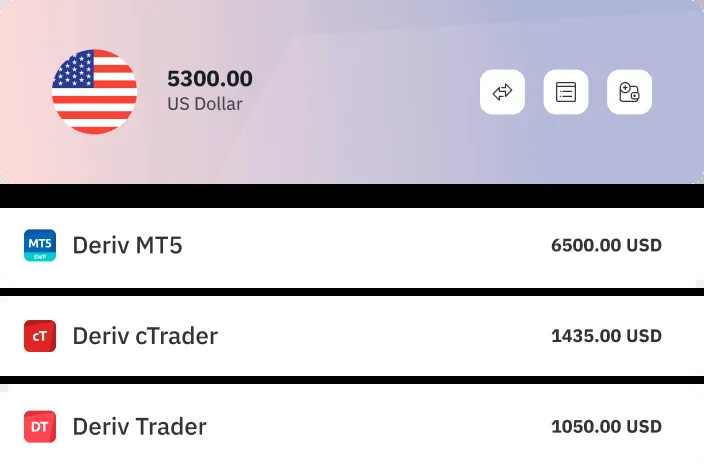 5300.00
US Dollar
MT5
SWF
Deriv MT5
6500.00 USD
cT
Deriv cTrader
1435.00 USD
DT
Deriv Trader
1050.00 USD